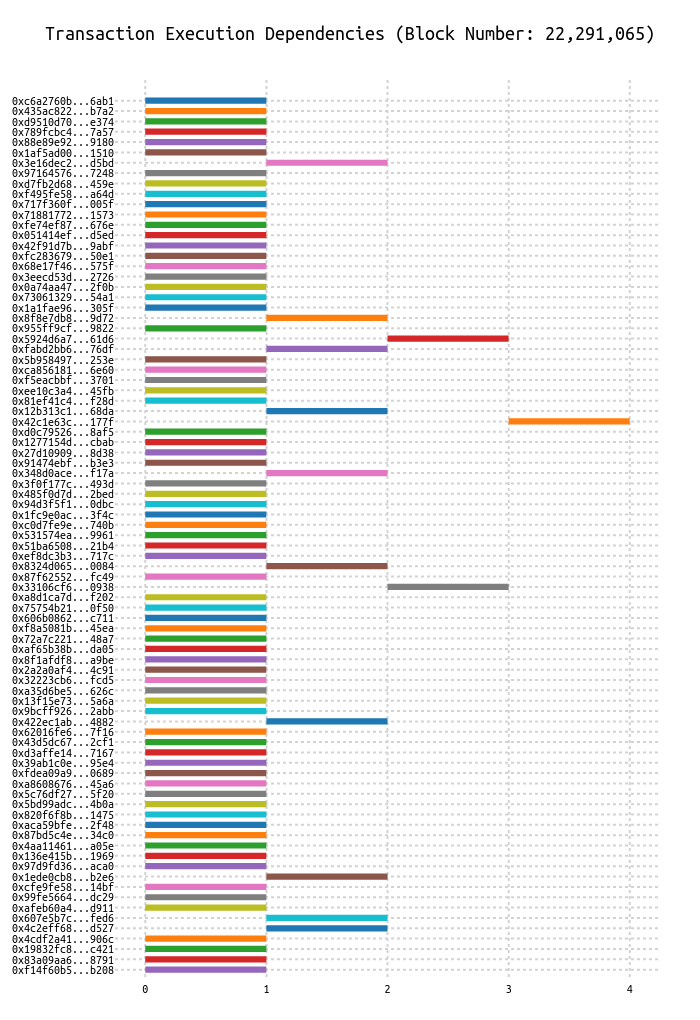 Transaction Execution Dependencies (Block Number: 22,291,065)
0xc6a2760b...6ab1
0x435ac822...b7a2
0xd9510d70...e374
0x789fcbc4...7a57
0x88e89e92...9180
0x1af5ad00...1510
0x3e16dec2...d5bd
0x97164576...7248
0xd7fb2d68...459e
0xf495fe58...a64d
0x717f360f...005f
0x71881772...1573
0xfe74ef87...676e
0x051414ef...d5ed
0x42f91d7b...9abf
0xfc283679...50e1
0x68e17f46...575f
0x3eecd53d...2726
0x0a74aa47...2f0b
0x73061329...54a1
0x1a1fae96...305f
0x8f8e7db8...9d72
0x955ff9cf...9822
0x5924d6a7...61d6
0xfabd2bb6...76df
0x5b958497...253e
0xca856181...6e60
0xf5eacbbf...3701
0xee10c3a4...45fb
0x81ef41c4...f28d
0x12b313c1...68da
0x42c1e63c...177f
0xd0c79526...8af5
0x1277154d...cbab
0x27d10909...8d38
0x91474ebf...b3e3
0x348d0ace...f17a
0x3f0f177c...493d
0x485f0d7d...2bed
0x94d3f5f1...0dbc
0x1fc9e0ac...3f4c
0xc0d7fe9e...740b
0x531574ea...9961
0x51ba6508...21b4
0xef8dc3b3...717c
0x8324d065...0084
0x87f62552...fc49
0x33106cf6...0938
0xa8d1ca7d...f202
0x75754b21...0f50
0x606b0862...c711
0xf8a5081b...45ea
0x72a7c221...48a7
0xaf65b38b...da05
0x8f1afdf8...a9be
0x2a2a0af4...4c91
0x32223cb6...fcd5
0xa35d6be5...626c
0x13f15e73...5a6a
0x9bcff926...2abb
0x422ec1ab...4882
0x62016fe6...7f16
0x43d5dc67...2cf1
0xd3affe14...7167
0x39ab1c0e...95e4
0xfdea09a9...0689
0xa8608676...45a6
0x5c76df27...5f20
0x5bd99adc...4b0a
0x820f6f8b...1475
0xaca59bfe...2f48
0x87bd5c4e...34c0
0x4aa11461...a05e
0x136e415b...1969
0x97d9fd36...aca0
0x1ede0cb8...b2e6
0xcfe9fe58...14bf
0x99fe5664...dc29
0xafeb60a4...d911
0x607e5b7c...fed6
0x4c2eff68...d527
0x4cdf2a41...906c
0x19832fc8...c421
0x83a09aa6...8791
0xf14f60b5...b208
0 1 2 3 4